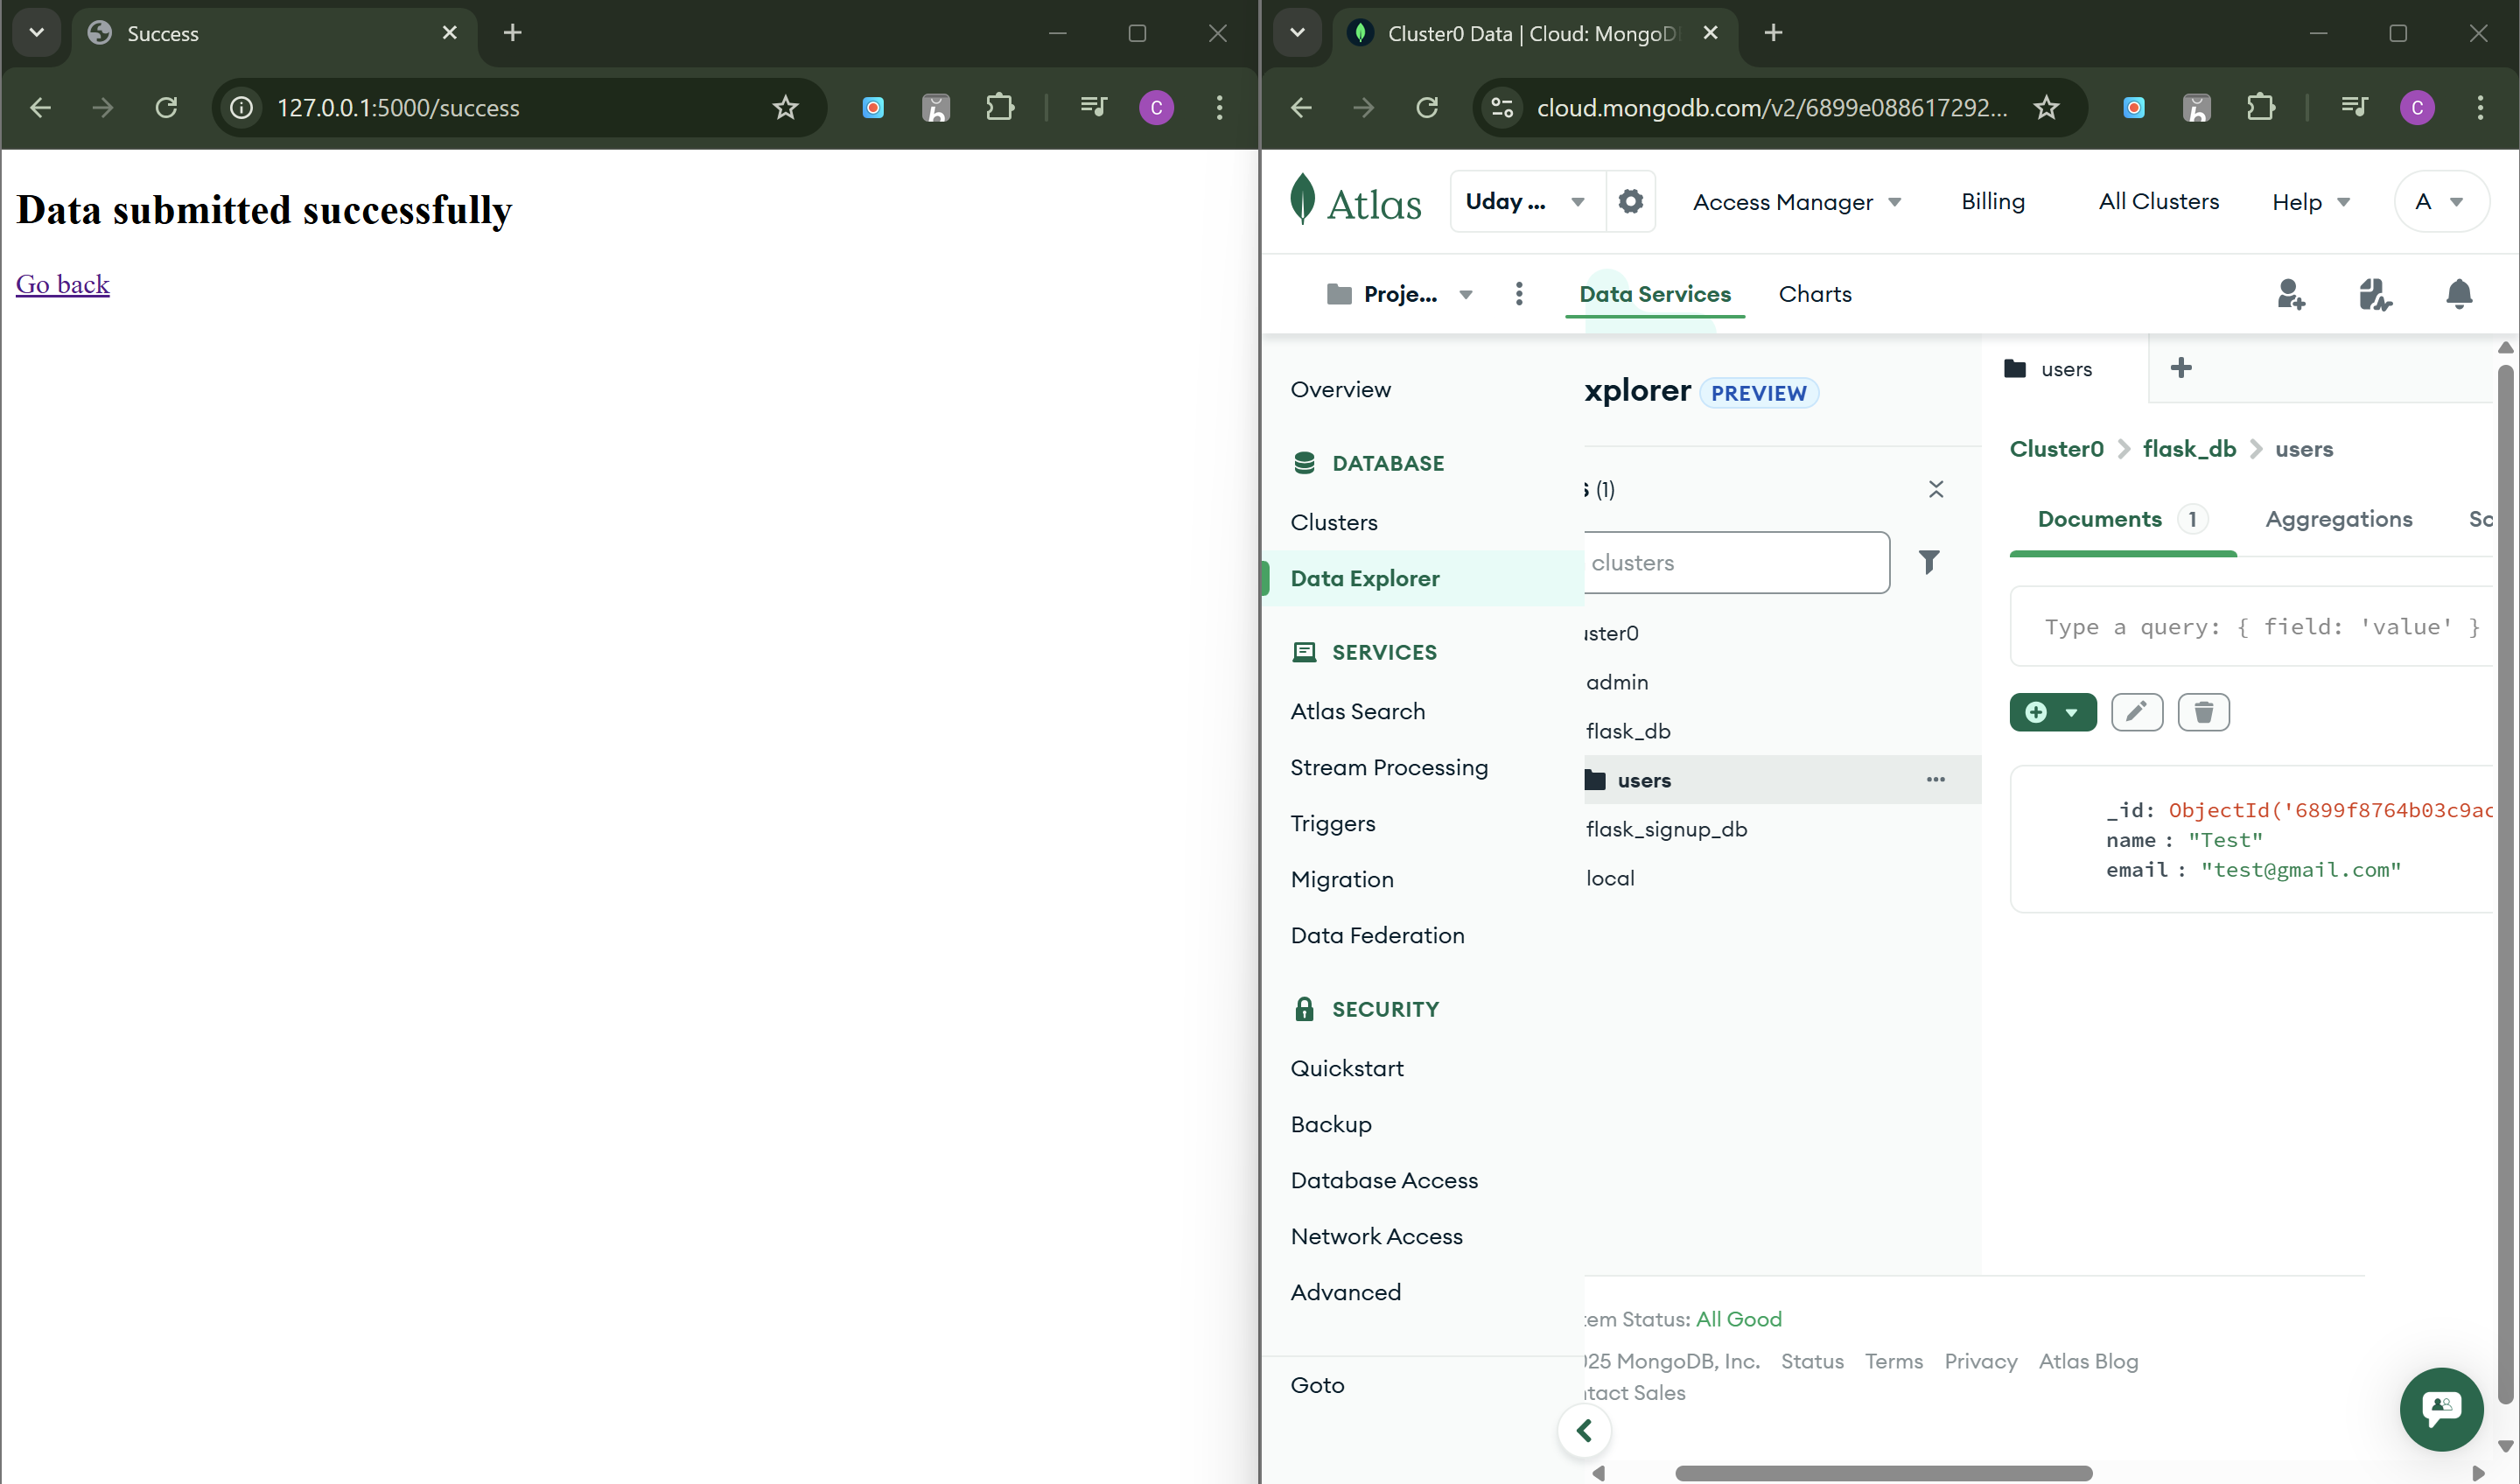 Success
127.0.0.1:5000/success
C
Data submitted successfully
Go back
Cluster0 Data | Cloud: MongoD
cloud.mongodb.com/v2/6899e088617292...
C
Atlas
Uday ...
Access Manager
Billing
All Clusters
Help
A
Proje...
Data Services
Charts
Overview
DATABASE
Clusters
Data Explorer
SERVICES
Atlas Search
Stream Processing
Triggers
Migration
Data Federation
SECURITY
Quickstart
Backup
Database Access
Network Access
Advanced
Goto
xplorer PREVIEW
s (1)
clusters
uster0
admin
flask_db
users
flask_signup_db
local
users
Cluster0 > flask_db > users
Documents 1
Aggregations
Sc
Type a query: { field: 'value' }
_id: ObjectId('6899f8764b03c9ac
name : "Test"
email : "test@gmail.com"
tem Status: All Good
025 MongoDB, Inc. Status Terms Privacy Atlas Blog
ntact Sales